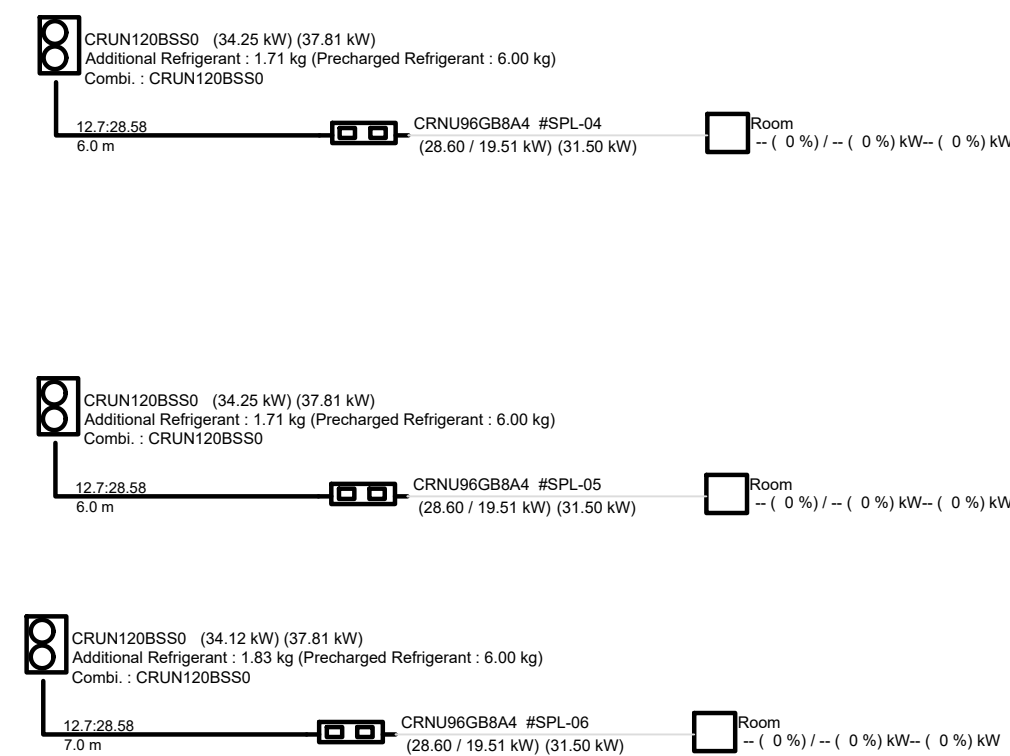 CRUN120BSS0 (34.25 kW) (37.81 kW)
Additional Refrigerant : 1.71 kg (Precharged Refrigerant : 6.00 kg)
Combi. : CRUN120BSS0
12.7:28.58
6.0 m
CRNU96GB8A4 #SPL-04
(28.60 / 19.51 kW) (31.50 kW)
Room
-- ( 0 %) / -- ( 0 %) kW-- ( 0 %) kW
CRUN120BSS0 (34.25 kW) (37.81 kW)
Additional Refrigerant : 1.71 kg (Precharged Refrigerant : 6.00 kg)
Combi. : CRUN120BSS0
12.7:28.58
6.0 m
CRNU96GB8A4 #SPL-05
(28.60 / 19.51 kW) (31.50 kW)
Room
-- ( 0 %) / -- ( 0 %) kW-- ( 0 %) kW
CRUN120BSS0 (34.12 kW) (37.81 kW)
Additional Refrigerant : 1.83 kg (Precharged Refrigerant : 6.00 kg)
Combi. : CRUN120BSS0
12.7:28.58
7.0 m
CRNU96GB8A4 #SPL-06
(28.60 / 19.51 kW) (31.50 kW)
Room
-- ( 0 %) / -- ( 0 %) kW-- ( 0 %) kW